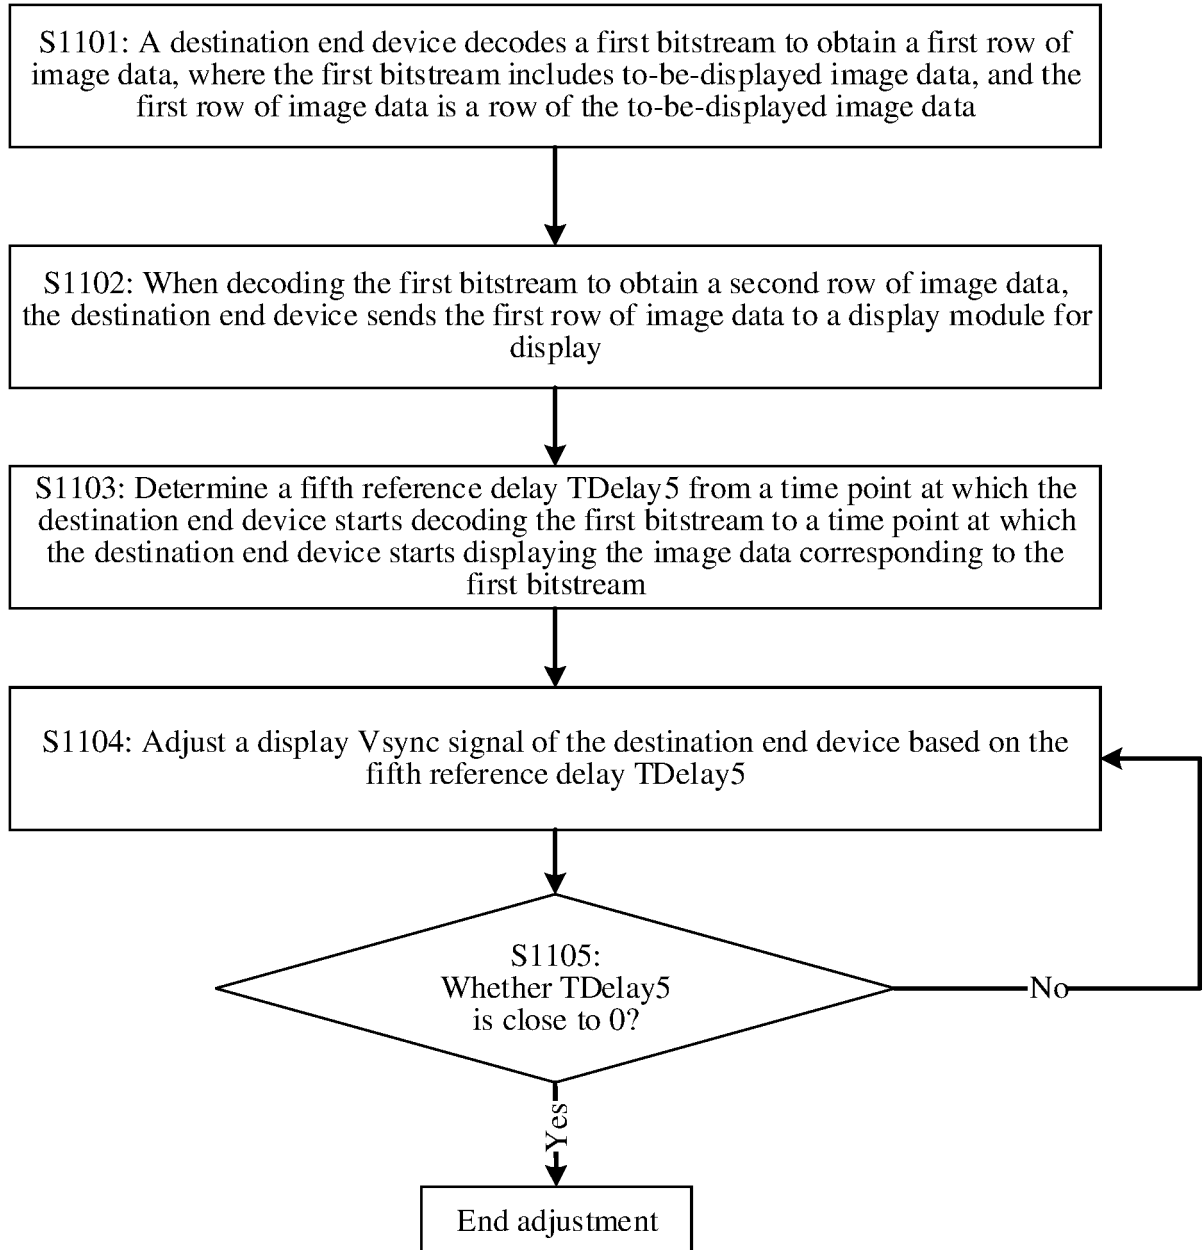 S1101: A destination end device decodes a first bitstream to obtain a first row of
image data, where the first bitstream includes to-be-displayed image data, and the
first row of image data is a row of the to-be-displayed image data
S1102: When decoding the first bitstream to obtain a second row of image data,
the destination end device sends the first row of image data to a display module for
display
S1103: Determine a fifth reference delay TDelay5 from a time point at which the
destination end device starts decoding the first bitstream to a time point at which
the destination end device starts displaying the image data corresponding to the
first bitstream
S1104: Adjust a display Vsync signal of the destination end device based on the
fifth reference delay TDelay5
S1105:
Whether TDelay5
is close to 0?
No
Yes
End adjustment